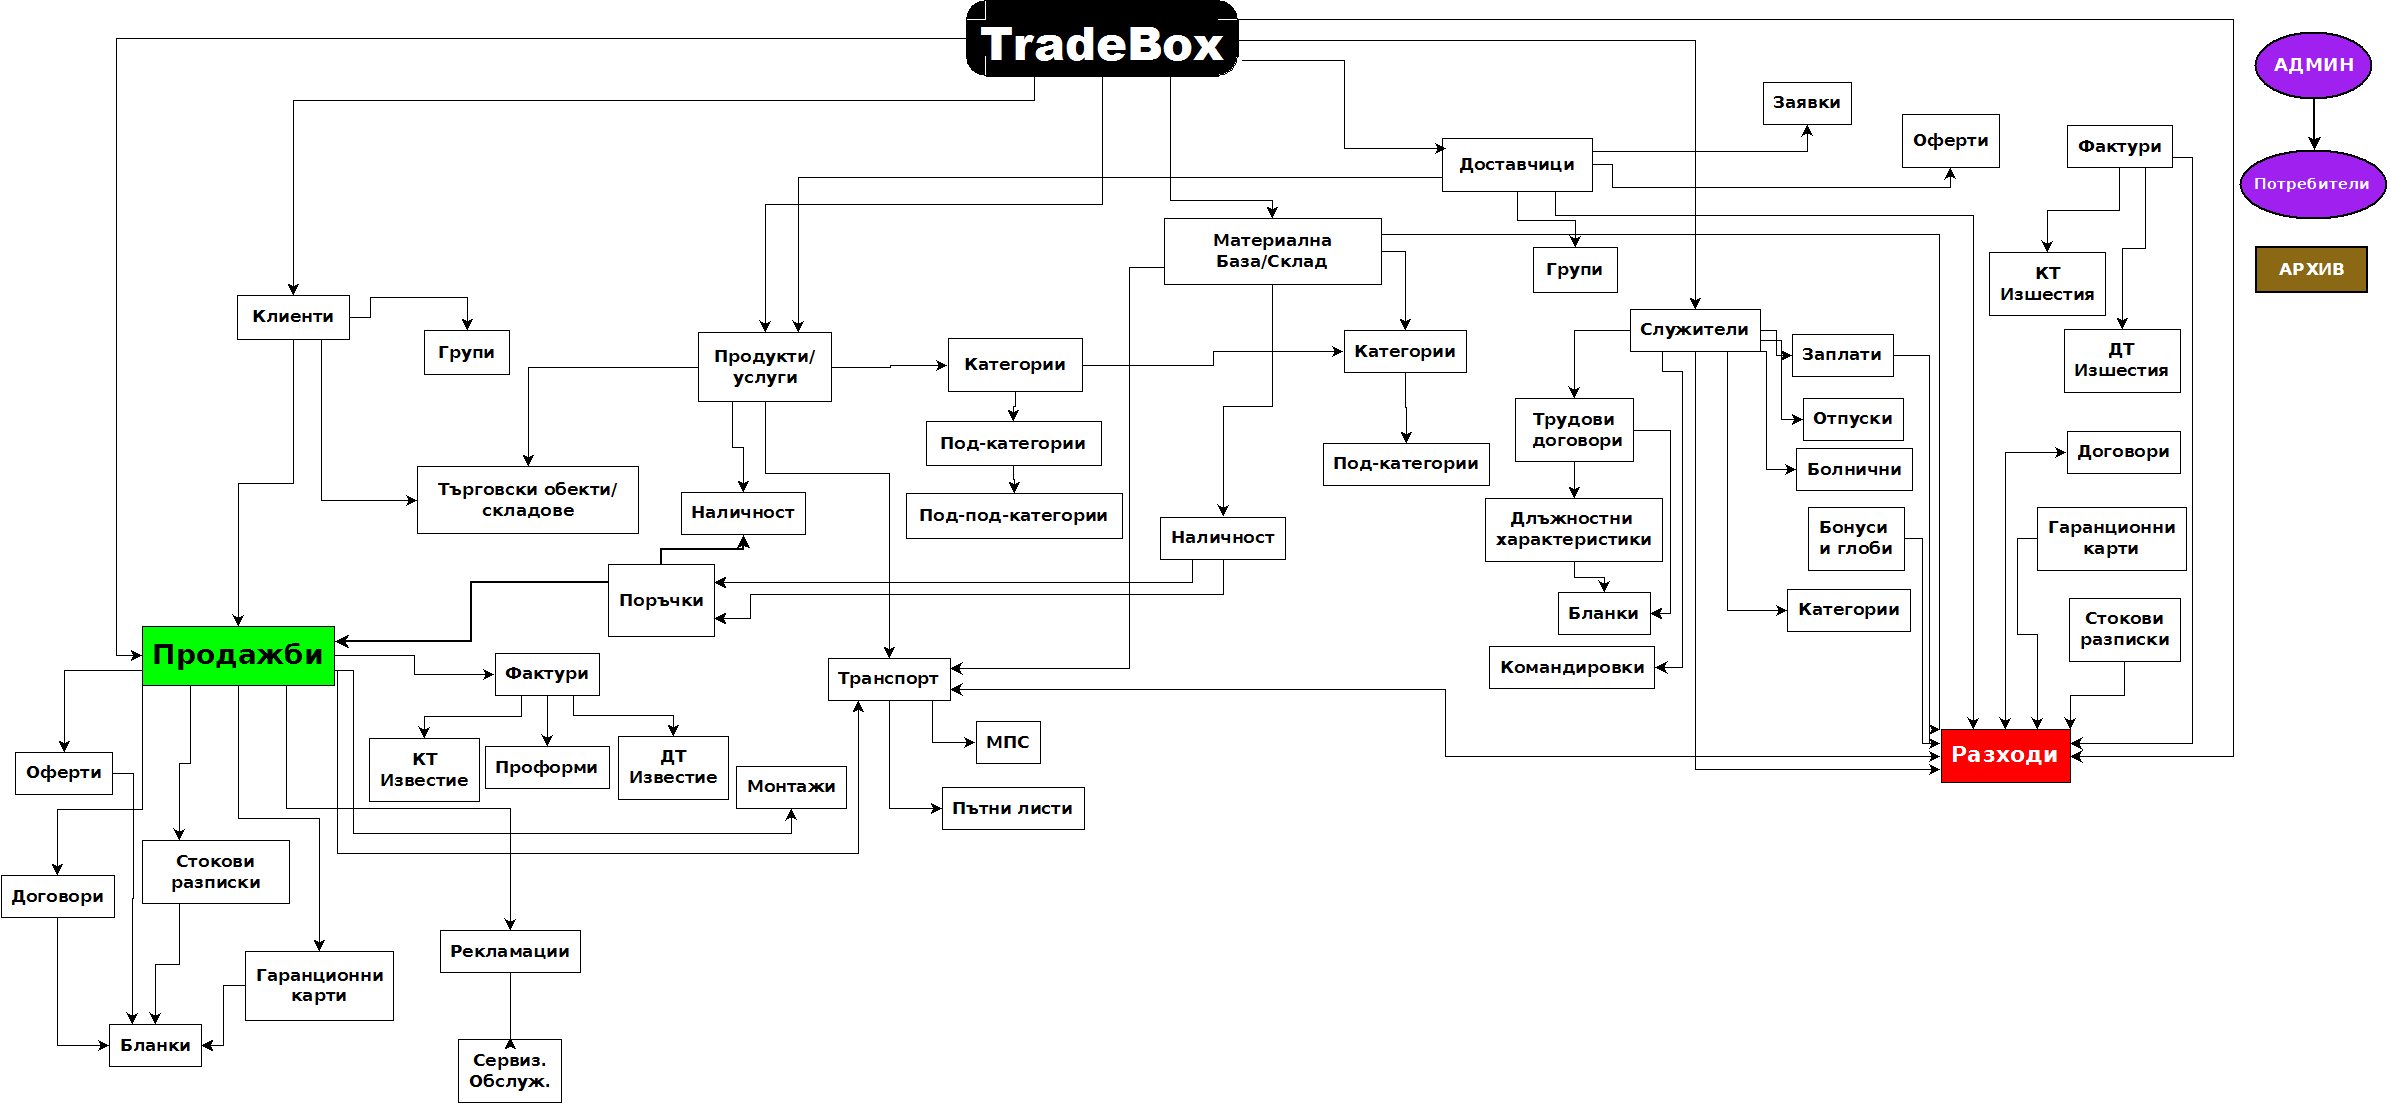 TradeBox
АДМИН
Заявки
Оферти
Фактури
Доставчици
Потребители
Материална
База/Склад
Групи
КТ
Изшестия
АРХИВ
Клиенти
Групи
Продукти/
услуги
Категории
Категории
Служители
Заплати
ДТ
Изшестия
Трудови
договори
Отпуски
Под-категории
Под-категории
Болнични
Договори
Търговски обекти/
складове
Наличност
Под-под-категории
Наличност
Длъжностни
характеристики
Бонуси
и глоби
Гаранционни
карти
Поръчки
Бланки
Категории
Стокови
разписки
Продажби
Фактури
Транспорт
Командировки
КТ
Известие
Проформи
ДТ
Известие
Монтажи
МПС
Разходи
Оферти
Пътни листи
Договори
Стокови
разписки
Гаранционни
карти
Рекламации
Бланки
Сервиз.
Обслуж.